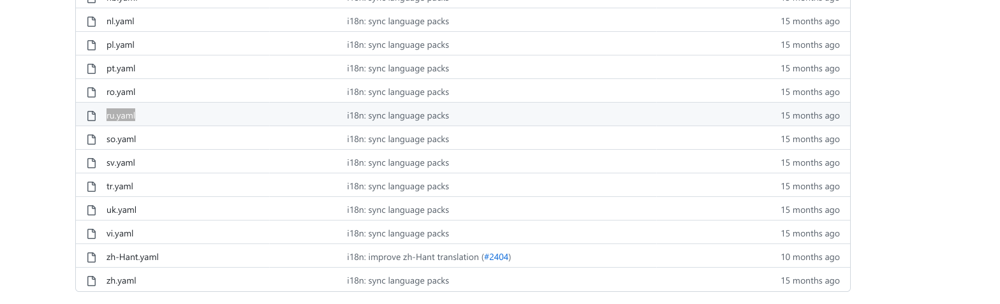 nl.yaml i18n: sync language packs 15 months ago
pl.yaml i18n: sync language packs 15 months ago
pt.yaml i18n: sync language packs 15 months ago
ro.yaml i18n: sync language packs 15 months ago
ru.yaml i18n: sync language packs 15 months ago
so.yaml i18n: sync language packs 15 months ago
sv.yaml i18n: sync language packs 15 months ago
tr.yaml i18n: sync language packs 15 months ago
uk.yaml i18n: sync language packs 15 months ago
vi.yaml i18n: sync language packs 15 months ago
zh-Hant.yaml i18n: improve zh-Hant translation (#2404) 10 months ago
zh.yaml i18n: sync language packs 15 months ago